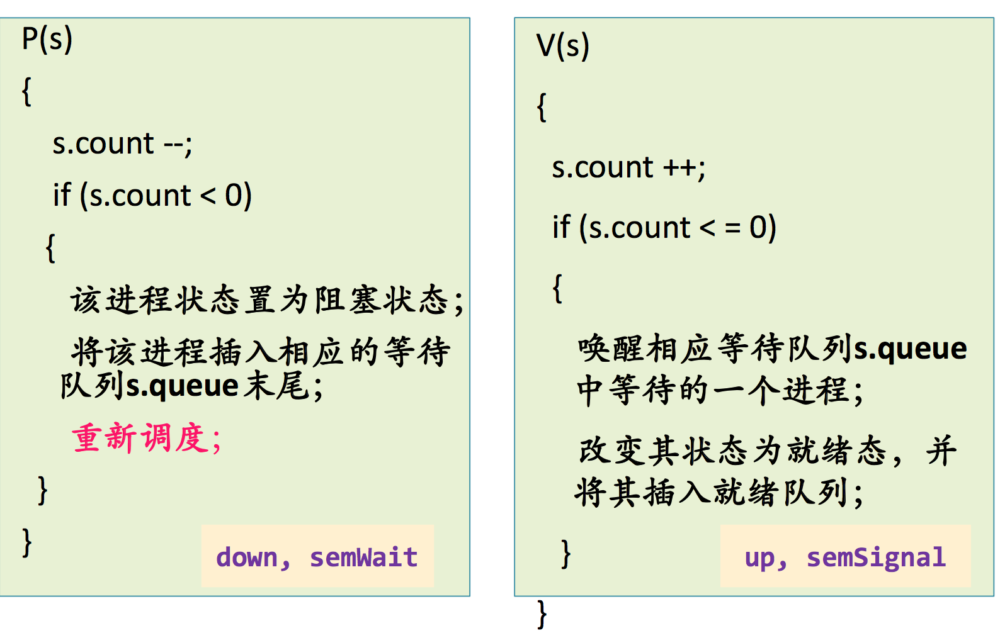 P(s)
{
s.count --;
if (s.count < 0)
{
该进程状态置为阻塞状态；
将该进程插入相应的等待
队列s.queue末尾；
重新调度；
}
}
down, semWait
V(s)
{
s.count ++;
if (s.count < = 0)
{
唤醒相应等待队列s.queue
中等待的一个进程；
改变其状态为就绪态，并
将其插入就绪队列；
}
up, semSignal
}